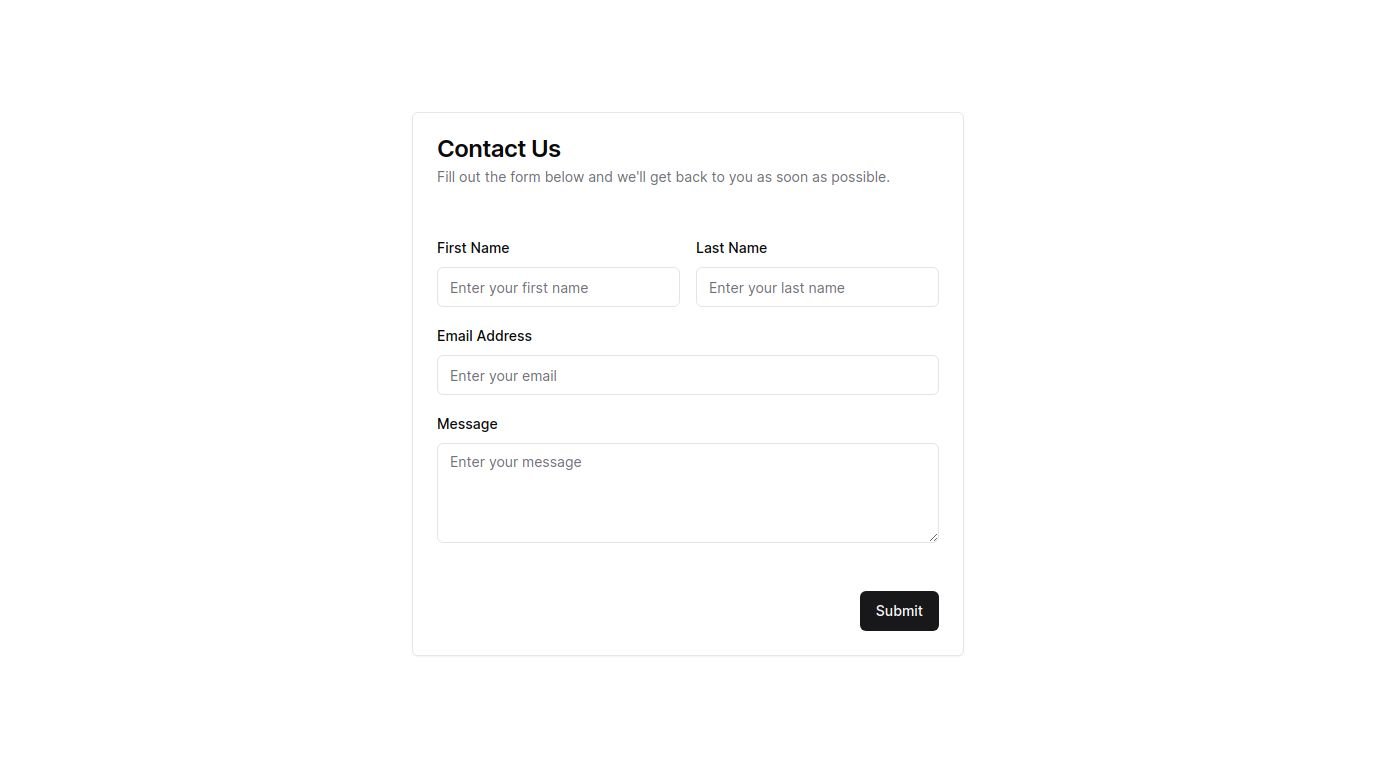 Contact Us
Fill out the form below and we'll get back to you as soon as possible.
First Name
Last Name
Enter your first name
Enter your last name
Email Address
Enter your email
Message
Enter your message
Submit